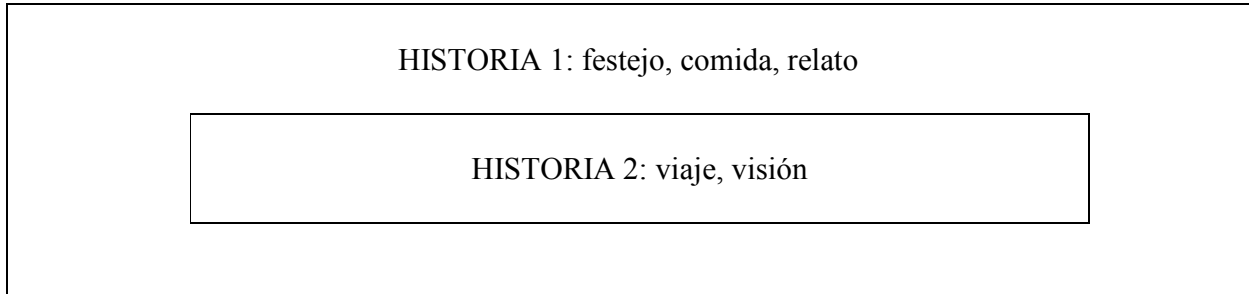 HISTORIA 1: festejo, comida, relato
HISTORIA 2: viaje, visión